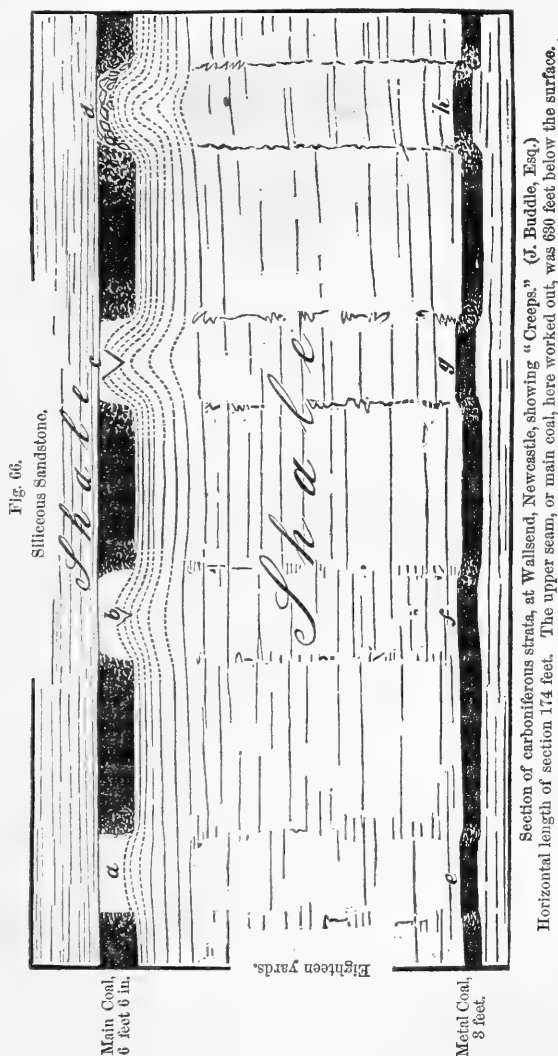 Fig. 66.
Siliceous Sandstone.
Main Coal,
6 feet 6 in.
a
b
c
d
Shale
Eighteen yards.
Shale
Metal Coal,
3 feet.
e
f
g
h
Section of carboniferous strata, at Wallsend, Newcastle, showing "Creeps." (J. Buddle, Esq.)
Horizontal length of section 174 feet. The upper seam, or main coal, here worked out, was 630 feet below the surface.